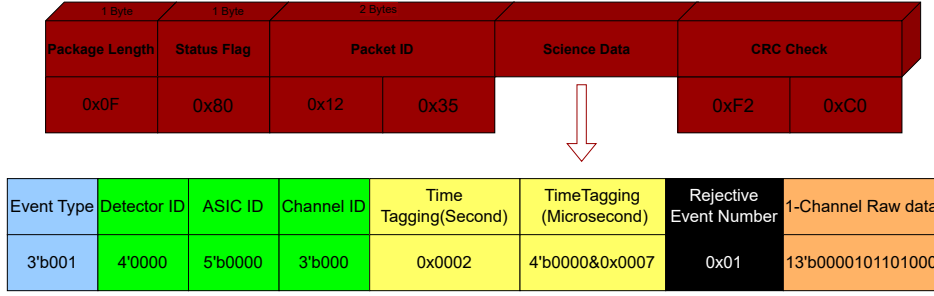 1 Byte 1 Byte 2 Bytes
Package Length Status Flag Packet ID Science Data CRC Check
0x0F 0x80 0x12 0x35 0xF2 0xC0
Event Type Detector ID ASIC ID Channel ID Time Tagging(Second) TimeTagging (Microsecond) Rejective Event Number 1-Channel Raw data
3'b001 4'0000 5'b0000 3'b000 0x0002 4'b0000&0x0007 0x01 13'b0000101101000